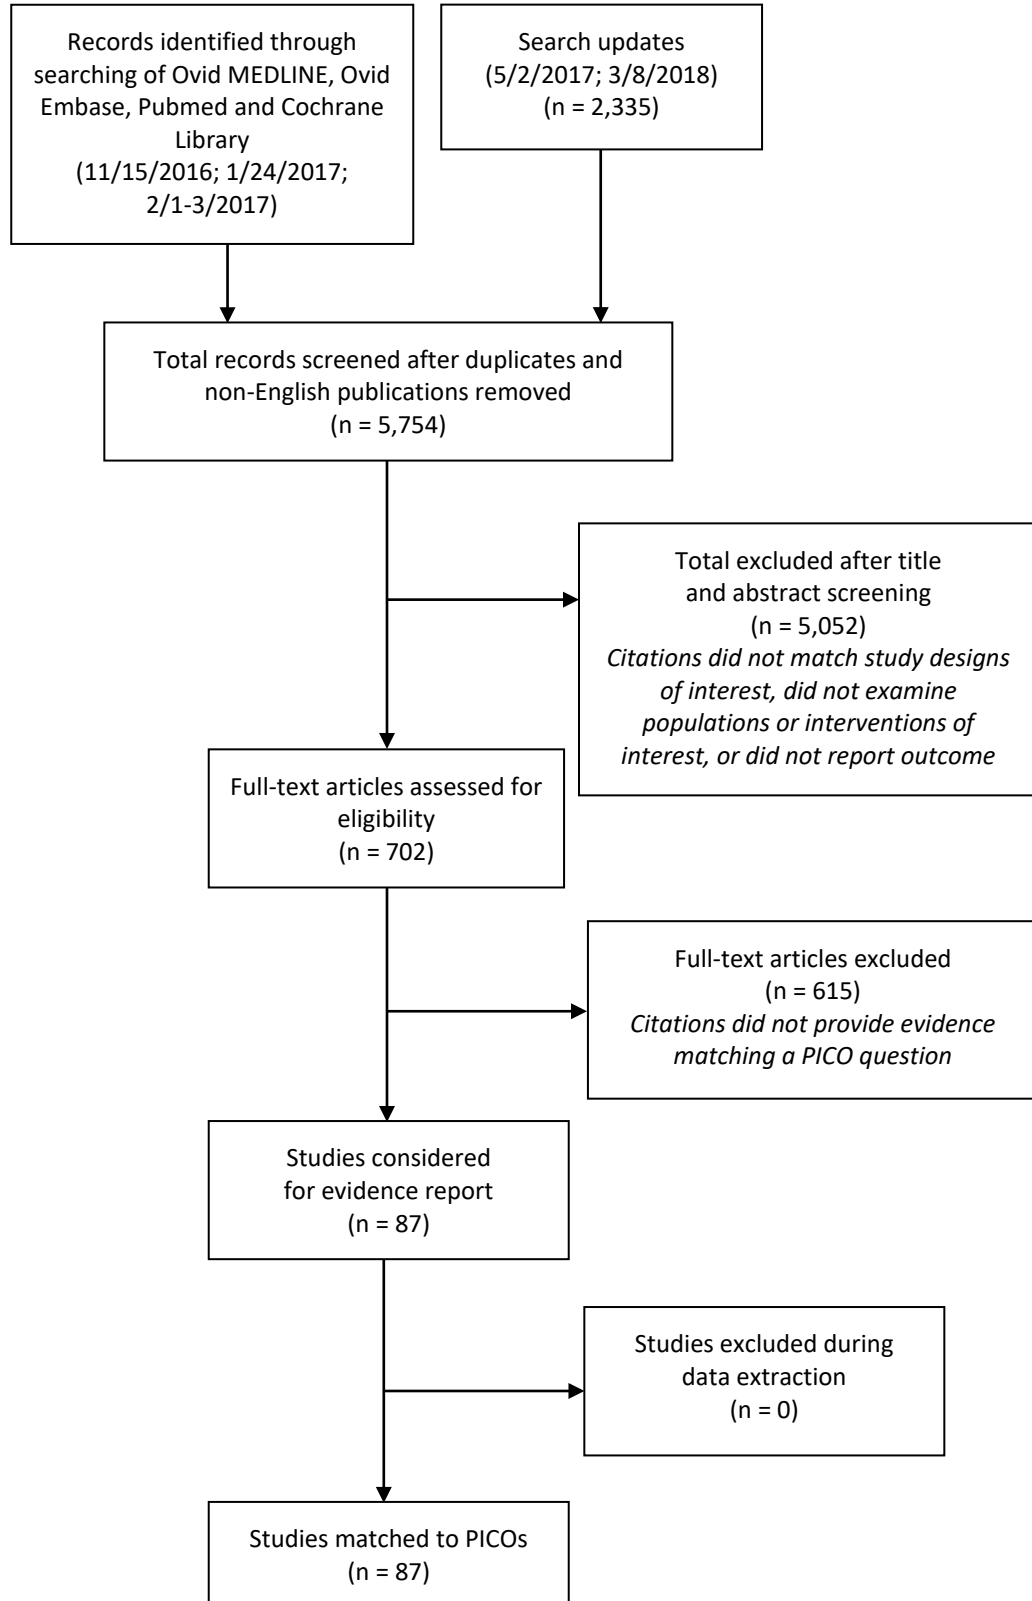 Records identified through
searching of Ovid MEDLINE, Ovid
Embase, Pubmed and Cochrane
Library
(11/15/2016; 1/24/2017;
2/1-3/2017)
Search updates
(5/2/2017; 3/8/2018)
(n = 2,335)
Total records screened after duplicates and
non-English publications removed
(n = 5,754)
Total excluded after title
and abstract screening
(n = 5,052)
Citations did not match study designs
of interest, did not examine
populations or interventions of
interest, or did not report outcome
Full-text articles assessed for
eligibility
(n = 702)
Full-text articles excluded
(n = 615)
Citations did not provide evidence
matching a PICO question
Studies considered
for evidence report
(n = 87)
Studies excluded during
data extraction
(n = 0)
Studies matched to PICOs
(n = 87)